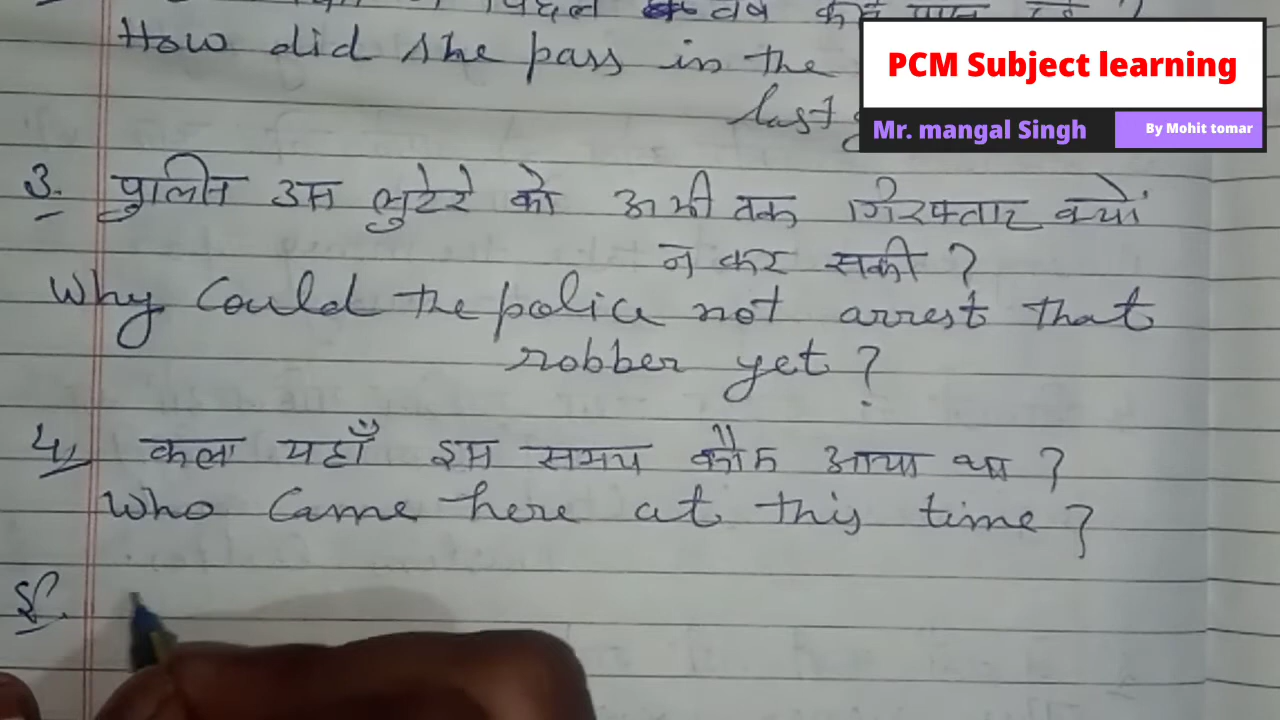 How did she pass in the
last
PCM Subject learning
Mr. mangal Singh
By Mohit tomar
3. पुलिस उस लुटेरे को अभी तक गिरफ्तार क्यों
न कर सकी ?
Why could the police not arrest that
robber yet ?
4, कल यहाँ इस समय कौन आया था ?
Who came here at this time ?